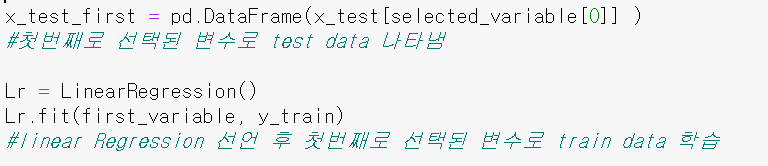 x_test_first = pd.DataFrame(x_test[selected_variable[0]] )
#첫번째로 선택된 변수로 test data 나타냄
Lr = LinearRegression()
Lr.fit(first_variable, y_train)
#linear Regression 선언 후 첫번째로 선택된 변수로 train data 학습